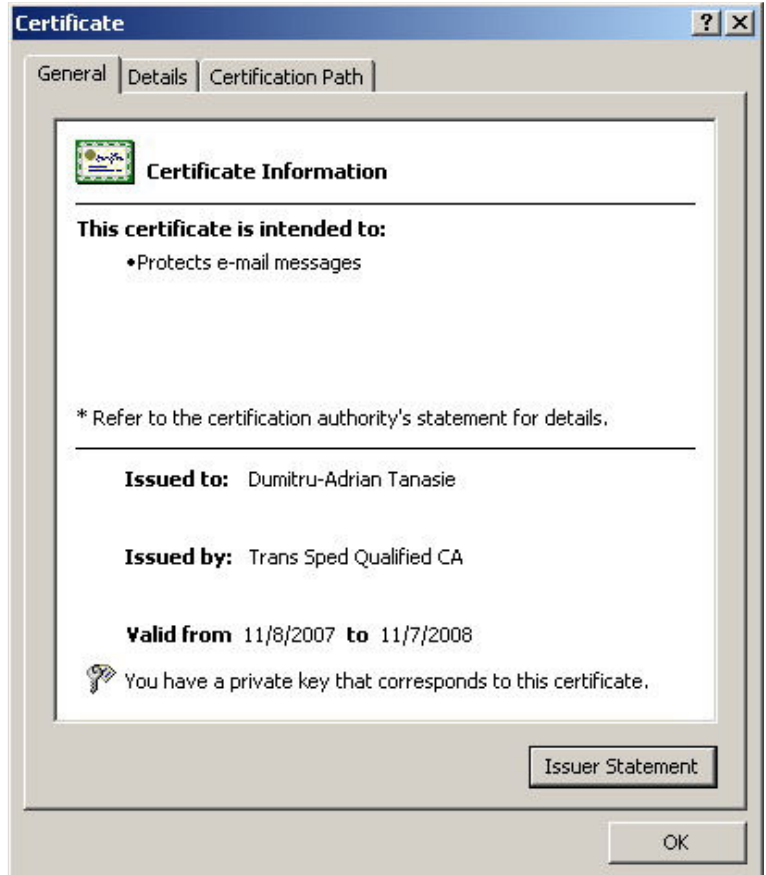 Certificate
General
Details
Certification Path
Certificate Information
This certificate is intended to:
•Protects e-mail messages
* Refer to the certification authority's statement for details.
Issued to: Dumitru-Adrian Tanasie
Issued by: Trans Sped Qualified CA
Valid from 11/8/2007 to 11/7/2008
You have a private key that corresponds to this certificate.
Issuer Statement
OK